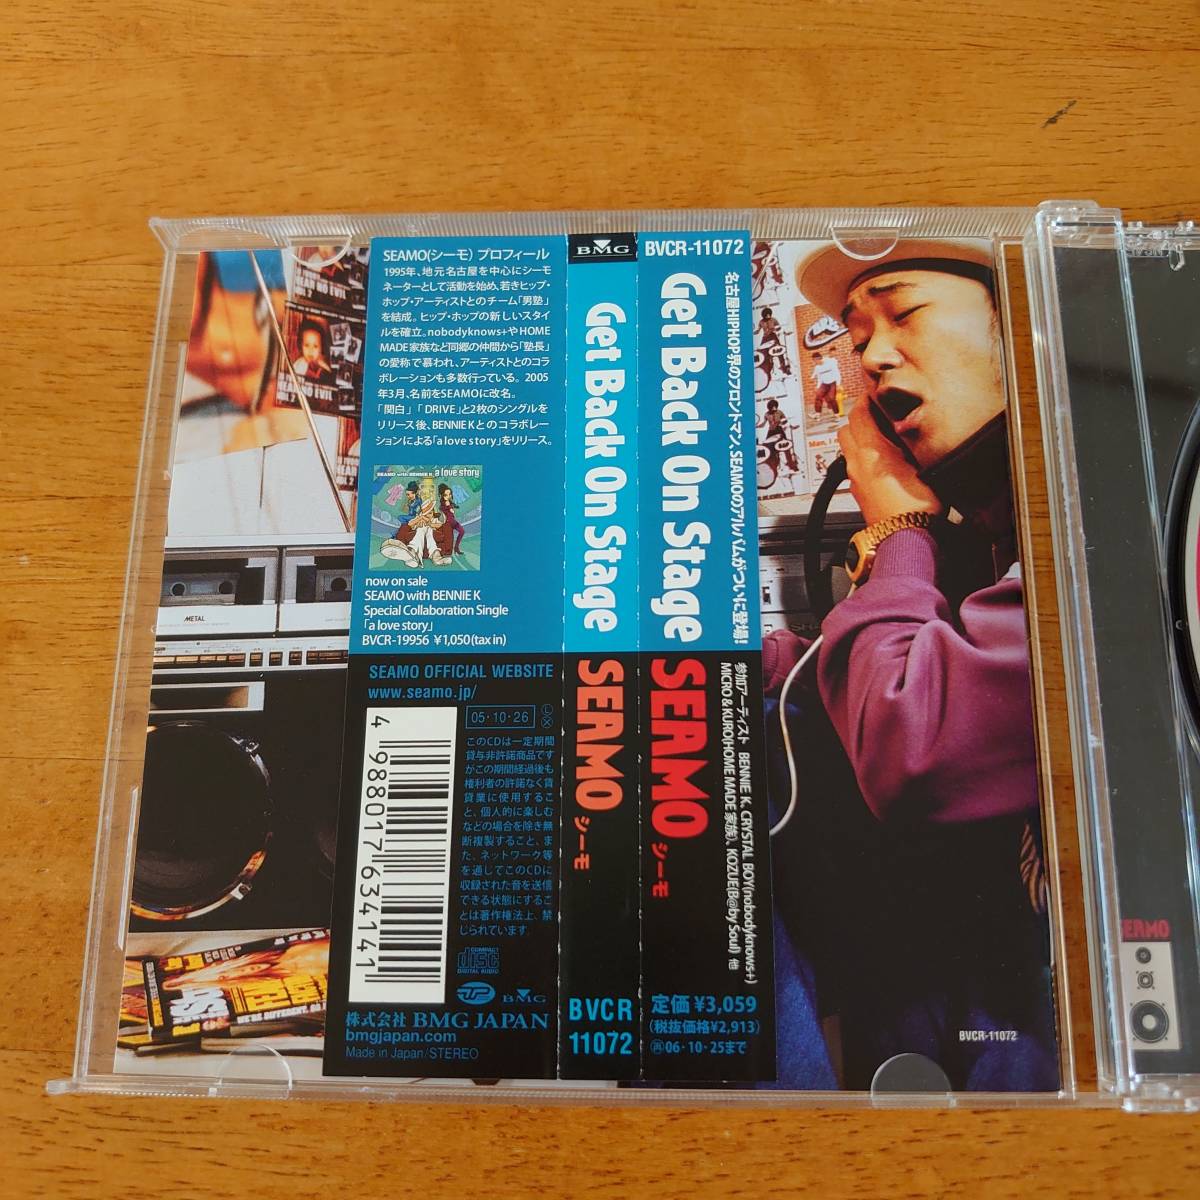 SEAMO(シーモ) プロフィール
1995年、地元名古屋を中心にシーモ
ネーターとして活動を始め、若きヒップ・
ホップ・アーティストとのチーム「男塾」
を結成。ヒップ・ホップの新しいスタイ
ルを確立。nobodyknows+やHOME
MADE家族など同郷の仲間から「塾長」
の愛称で慕われ、アーティストとのコラ
ボレーションも多数行っている。2005
年3月、名前をSEAMOに改名。
「関白」「DRIVE」と2枚のシングルを
リリース後、BENNIE Kとのコラボレ
ーションによる「a love story」をリリース。
SEAMO with BENNIE K a love story
now on sale
SEAMO with BENNIE K
Special Collaboration Single
「a love story」
BVCR-19956 ¥1,050(tax in)
SEAMO OFFICIAL WEBSITE
www.seamo.jp/
05・10・26
Ⓛ
Ⓧ
このCDは一定期間
貸与非許諾商品です
がこの期間経過後も
権利者の許諾なく賃
貸業に使用するこ
と、個人的に楽しむ
などの場合を除き無
断複製すること、ま
た、ネットワーク等
を通じてこのCDに
収録された音を送信
できる状態にするこ
とは著作権法上、禁
じられています。
4 988017 634141
COMPACT
disc
DIGITAL AUDIO
BMG
株式会社 BMG JAPAN
bmgjapan.com
Made in Japan/STEREO
BMG
Get Back On Stage
SEAMO シーモ
BVCR
11072
BVCR-11072
名古屋HIPHOP界のフロントマン、SEAMOのアルバムがついに登場!
Get Back On Stage
SEAMO シーモ
参加アーティスト BENNIE K、CRYSTAL BOY(nobodyknows+)
MICRO & KURO(HOME MADE 家族)、KOZUE(B@by Soul) 他
定価 ¥3,059
(税抜価格¥2,913)
㊢06・10・25まで
METAL
BVCR-11072
SEAMO